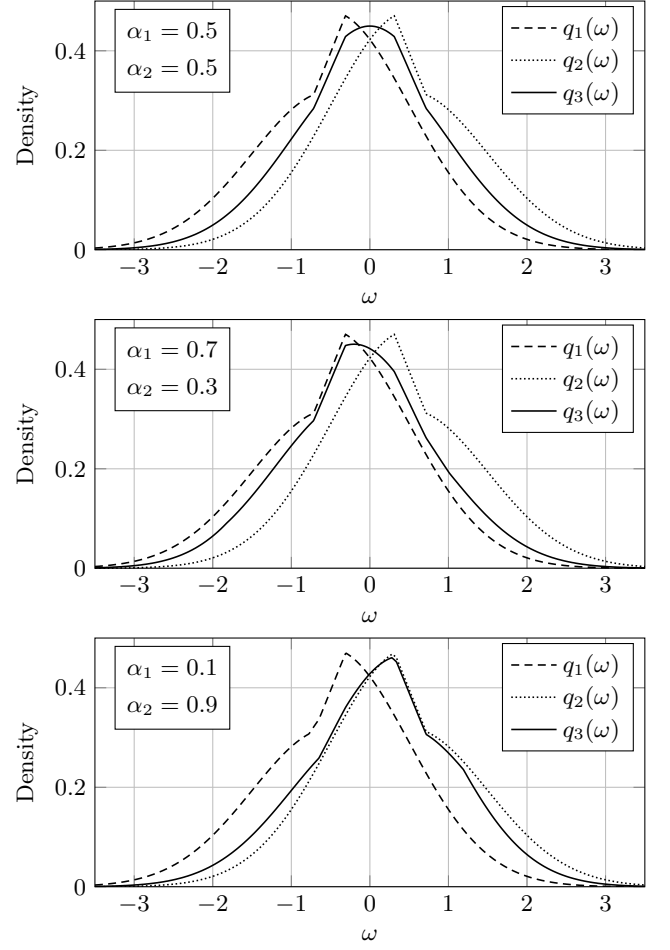 α₁ = 0.5
α₂ = 0.5
q₁(ω)
q₂(ω)
q₃(ω)
Density
0.4
0.2
0
−3 −2 −1 0 1 2 3
ω
α₁ = 0.7
α₂ = 0.3
q₁(ω)
q₂(ω)
q₃(ω)
Density
0.4
0.2
0
−3 −2 −1 0 1 2 3
ω
α₁ = 0.1
α₂ = 0.9
q₁(ω)
q₂(ω)
q₃(ω)
Density
0.4
0.2
0
−3 −2 −1 0 1 2 3
ω